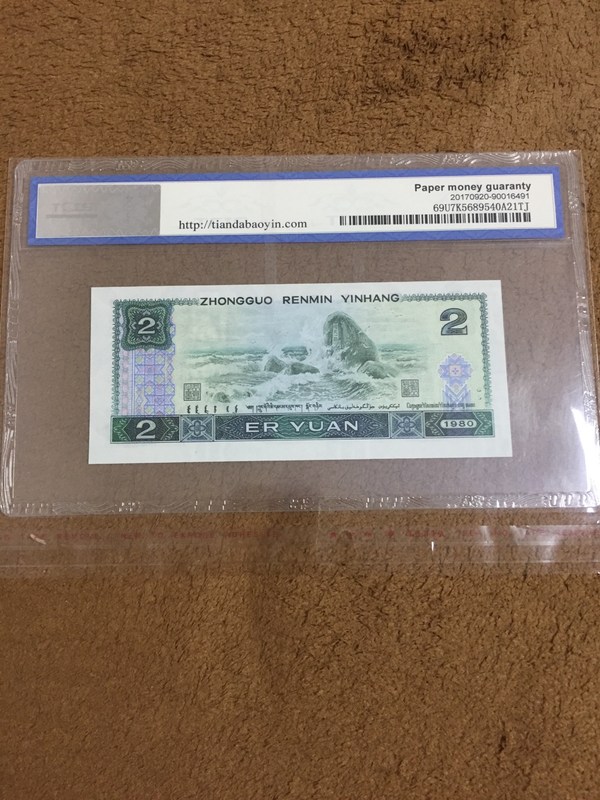 Paper money guaranty
20170920-90016491
69U7K5689540A21TJ
http://tiandabaoyin.com
ZHONGGUO RENMIN YINHANG
2
2
2
ER YUAN
1980